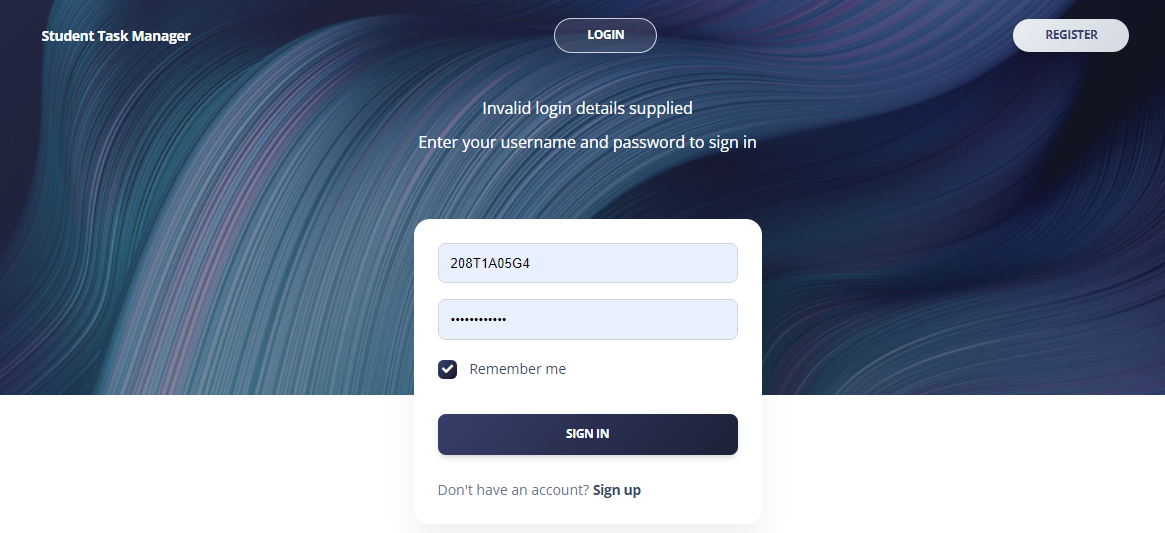 Student Task Manager
LOGIN
REGISTER
Invalid login details supplied
Enter your username and password to sign in
208T1A05G4
••••••••••••
Remember me
SIGN IN
Don't have an account? Sign up